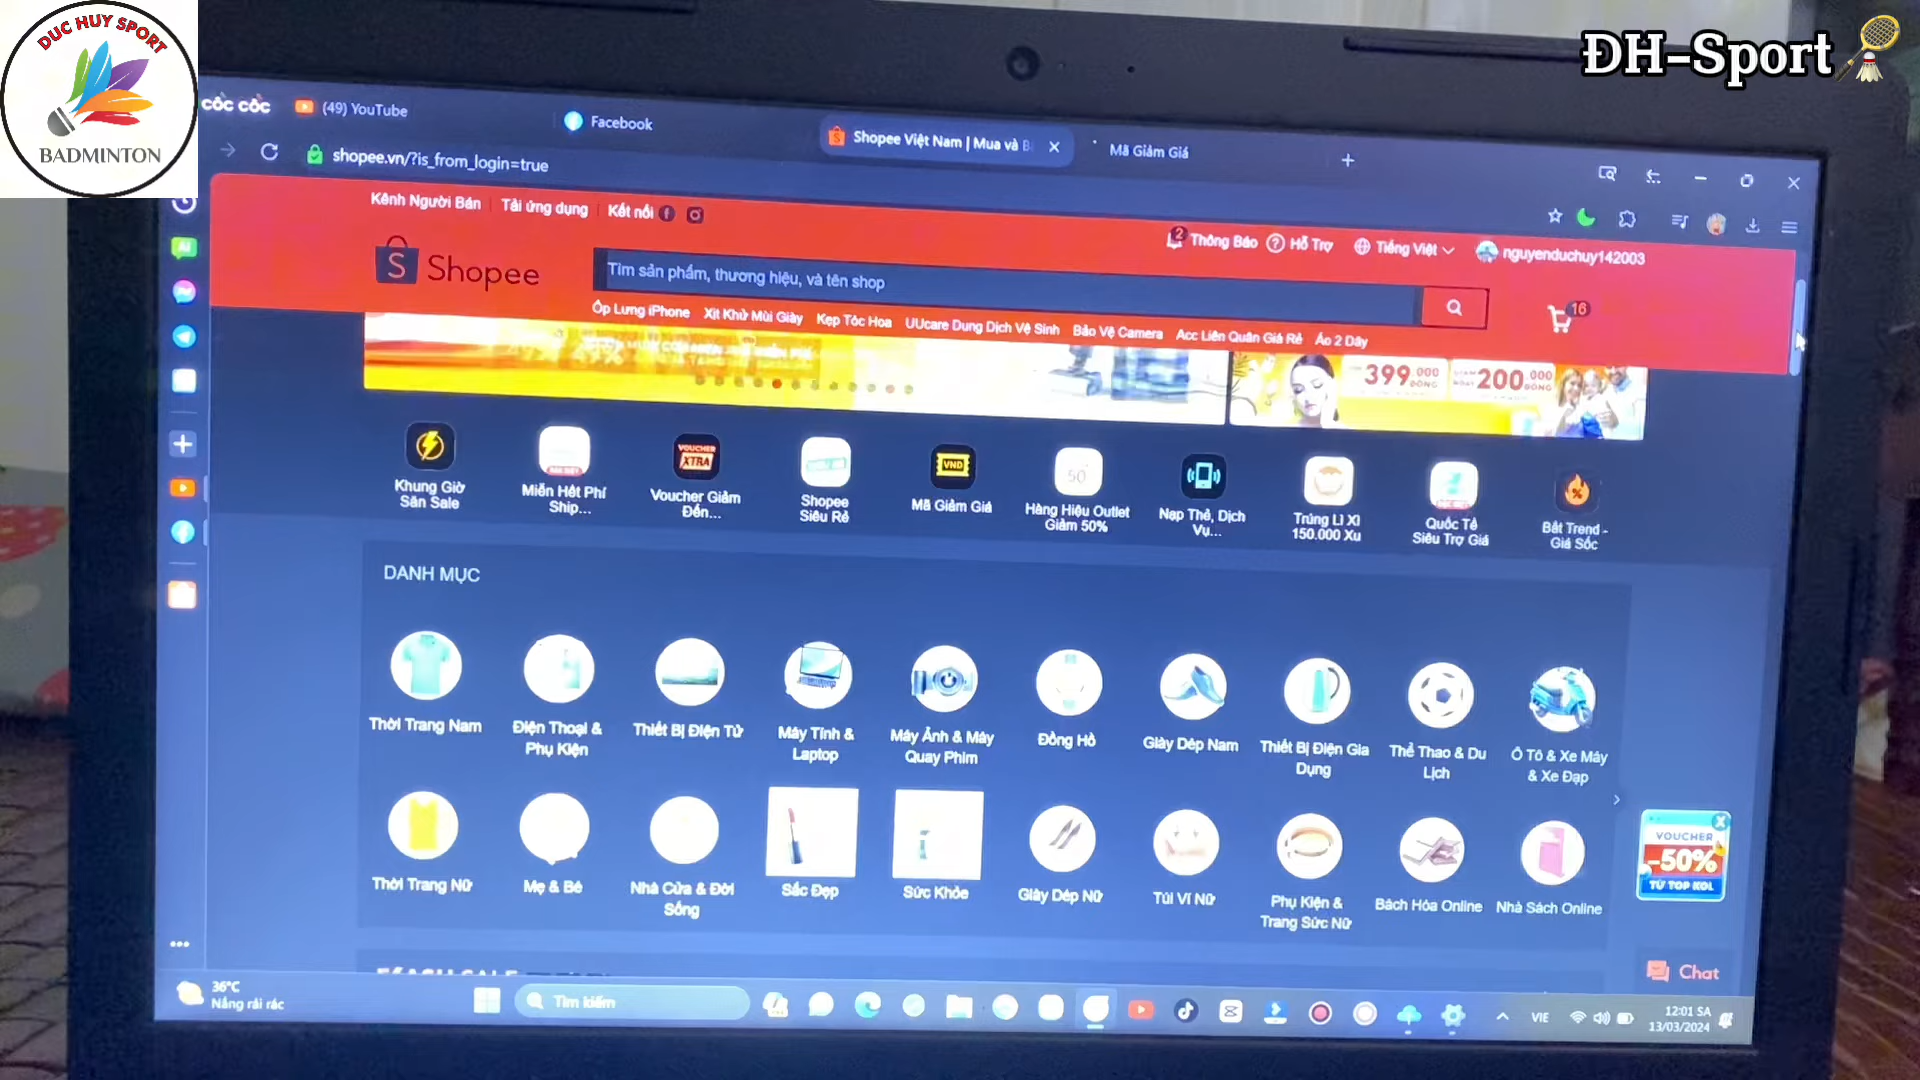 DUC HUY SPORT
BADMINTON
ĐH-Sport
CỐC CỐC
(49) YouTube
Facebook
Shopee Việt Nam | Mua và B
Mã Giảm Giá
shopee.vn/?is_from_login=true
Kênh Người Bán
Tải ứng dụng
Kết nối
2
Thông Báo
Hỗ Trợ
Tiếng Việt
nguyenduchuy142003
Shopee
Tìm sản phẩm, thương hiệu, và tên shop
16
Ốp Lưng iPhone
Xịt Khử Mùi Giày
Kẹp Tóc Hoa
UUcare Dung Dịch Vệ Sinh
Bảo Vệ Camera
Acc Liên Quân Giá Rẻ
Áo 2 Dây
399.000
ĐỒNG
200.000
ĐỒNG
VOUCHER
XTRA
VND
50
Khung Giờ
Săn Sale
Miễn Hết Phí
Ship...
Voucher Giảm
Đến...
Shopee
Siêu Rẻ
Mã Giảm Giá
Hàng Hiệu Outlet
Giảm 50%
Nạp Thẻ, Dịch
Vụ...
Trúng Lì Xì
150.000 Xu
Quốc Tế
Siêu Trợ Giá
Bắt Trend -
Giá Sốc
DANH MỤC
Thời Trang Nam
Điện Thoại &
Phụ Kiện
Thiết Bị Điện Tử
Máy Tính &
Laptop
Máy Ảnh & Máy
Quay Phim
Đồng Hồ
Giày Dép Nam
Thiết Bị Điện Gia
Dụng
Thể Thao & Du
Lịch
Ô Tô & Xe Máy
& Xe Đạp
Thời Trang Nữ
Mẹ & Bé
Nhà Cửa & Đời
Sống
Sắc Đẹp
Sức Khỏe
Giày Dép Nữ
Túi Ví Nữ
Phụ Kiện &
Trang Sức Nữ
Bách Hóa Online
Nhà Sách Online
VOUCHER
-50%
TỪ TOP KOL
Chat
36°C
Nắng rải rác
Tìm kiếm
VIE
12:01 SA
13/03/2024